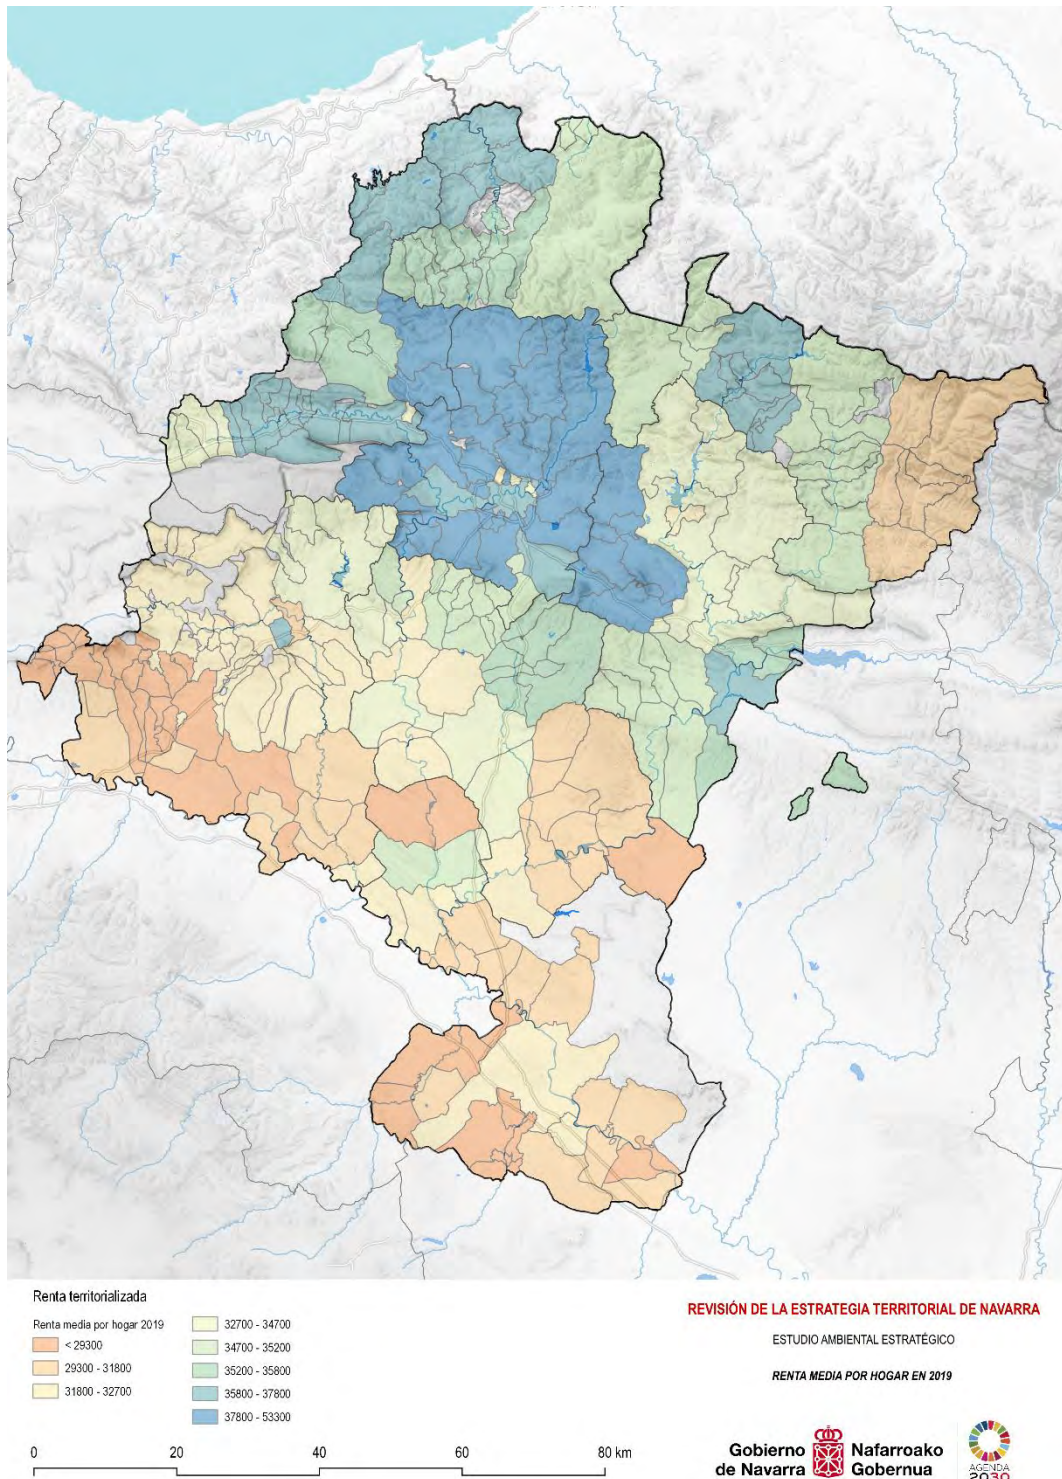 Renta territorializada
Renta media por hogar 2019
< 29300
29300 - 31800
31800 - 32700
32700 - 34700
34700 - 35200
35200 - 35800
35800 - 37800
37800 - 53300
REVISIÓN DE LA ESTRATEGIA TERRITORIAL DE NAVARRA
ESTUDIO AMBIENTAL ESTRATÉGICO
RENTA MEDIA POR HOGAR EN 2019
0 20 40 60 80 km
Gobierno de Navarra
Nafarroako Gobernua
AGENDA
2030